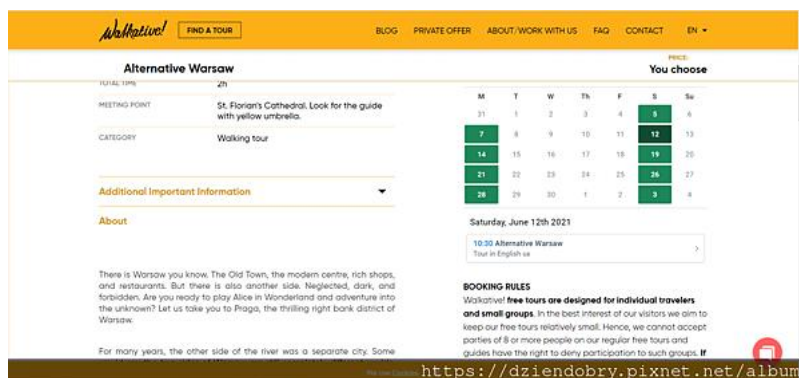 Walkative!
FIND A TOUR
BLOG PRIVATE OFFER ABOUT/WORK WITH US FAQ CONTACT EN
Alternative Warsaw
PRICE:
You choose
TOTAL TIME 2h
MEETING POINT St. Florian's Cathedral. Look for the guide
with yellow umbrella.
CATEGORY Walking tour
Additional Important Information
About
There is Warsaw you know. The Old Town, the modern centre, rich shops,
and restaurants. But there is also another side. Neglected, dark, and
forbidden. Are you ready to play Alice in Wonderland and adventure into
the unknown? Let us take you to Praga, the thrilling right bank district of
Warsaw.
For many years, the other side of the river was a separate city. Some
M T W Th F S Su
31 1 2 3 4 5 6
7 8 9 10 11 12 13
14 15 16 17 18 19 20
21 22 23 24 25 26 27
28 29 30 1 2 3 4
Saturday, June 12th 2021
10:30 Alternative Warsaw
Tour in English
BOOKING RULES
Walkative! free tours are designed for individual travelers
and small groups. In the best interest of our visitors we aim to
keep our free tours relatively small. Hence, we cannot accept
parties of 8 or more people on our regular free tours and
guides have the right to deny participation to such groups. If
https://dziendobry.pixnet.net/album